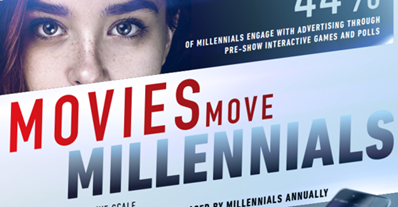 44%
OF MILLENNIALS ENGAGE WITH ADVERTISING THROUGH
PRE-SHOW INTERACTIVE GAMES AND POLLS
MOVIES MOVE
MILLENNIALS
SCALE
BY MILLENNIALS ANNUALLY